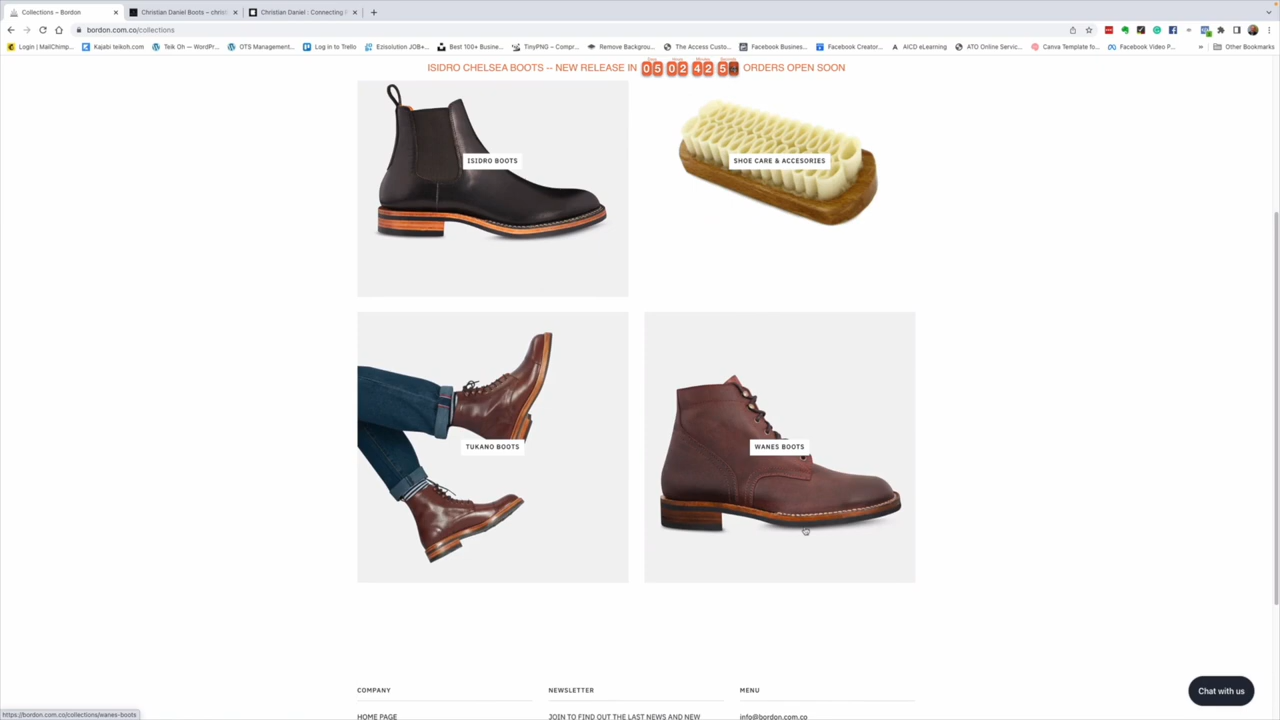 Collections – Bordon
Christian Daniel Boots – christ
Christian Daniel : Connecting
bordon.com.co/collections
Login | MailChimp...
Kajabi teikoh.com
Teik Oh — WordPr...
OTS Management...
Log in to Trello
Ezisolution JOB+...
Best 100+ Busine...
TinyPNG – Compr...
Remove Backgrou...
The Access Custo...
Facebook Busines...
Facebook Creator...
AICD eLearning
ATO Online Servic...
Canva Template fo...
Facebook Video P...
Other Bookmarks
ISIDRO CHELSEA BOOTS -- NEW RELEASE IN 05 02 42 5 ORDERS OPEN SOON
ISIDRO BOOTS
SHOE CARE & ACCESORIES
TUKANO BOOTS
WANES BOOTS
COMPANY
NEWSLETTER
MENU
HOME PAGE
JOIN TO FIND OUT THE LAST NEWS AND NEW
info@bordon.com.co
Chat with us
https://bordon.com.co/collections/wanes-boots